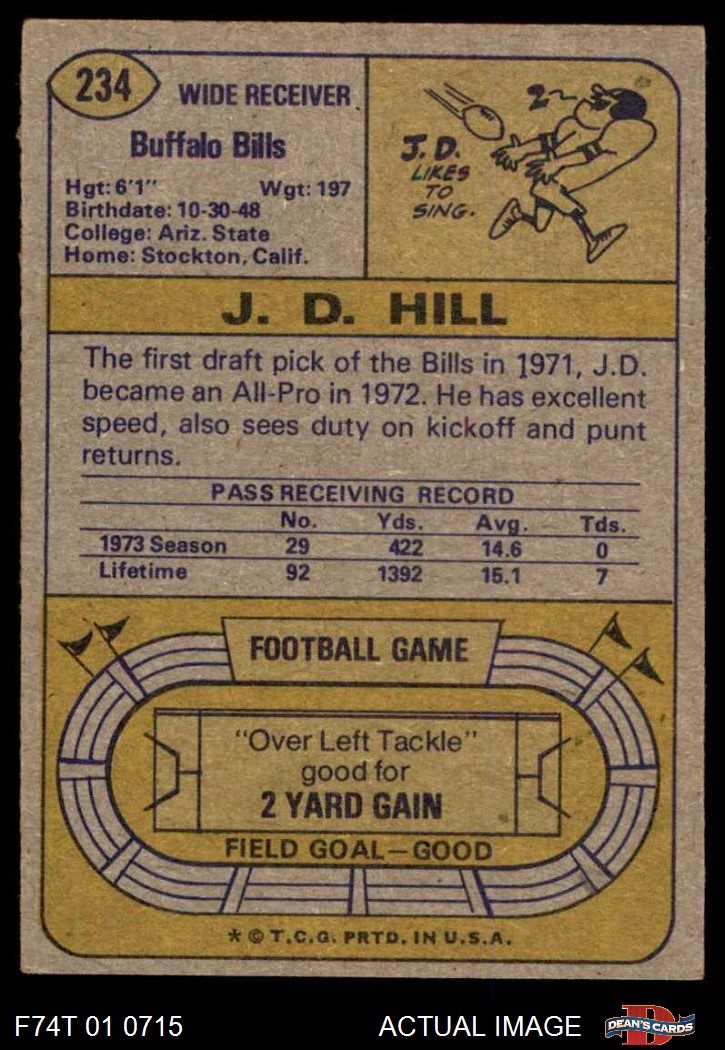 234
WIDE RECEIVER
Buffalo Bills
Hgt: 6'1" Wgt: 197
Birthdate: 10-30-48
College: Ariz. State
Home: Stockton, Calif.
J. D.
LIKES
TO
SING.
J. D. HILL
The first draft pick of the Bills in 1971, J.D.
became an All-Pro in 1972. He has excellent
speed, also sees duty on kickoff and punt
returns.
PASS RECEIVING RECORD
No. Yds. Avg. Tds.
1973 Season 29 422 14.6 0
Lifetime 92 1392 15.1 7
FOOTBALL GAME
"Over Left Tackle"
good for
2 YARD GAIN
FIELD GOAL—GOOD
* © T.C.G. PRTD. IN U.S.A.
F74T 01 0715 ACTUAL IMAGE
DEAN'S CARDS